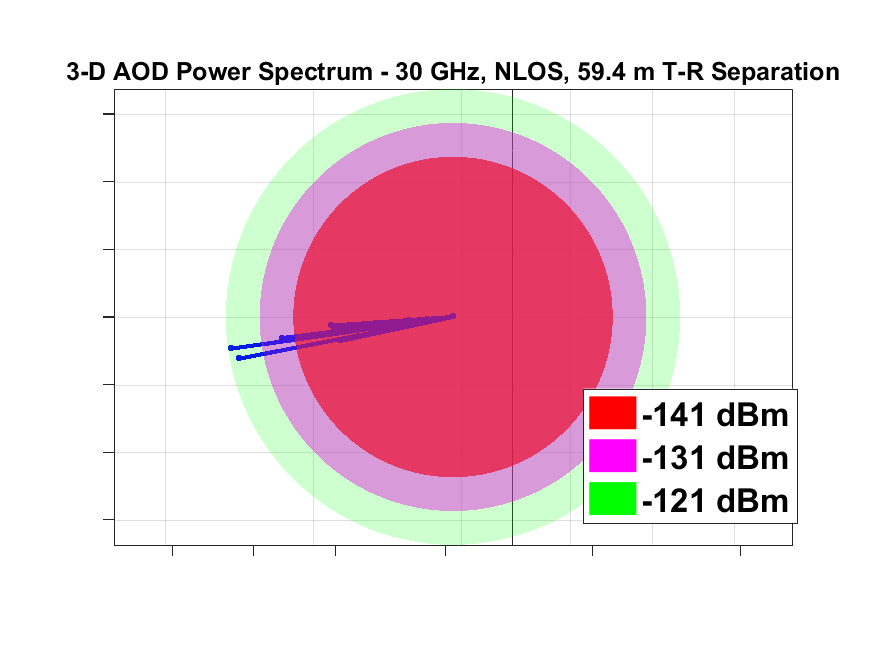 3-D AOD Power Spectrum - 30 GHz, NLOS, 59.4 m T-R Separation
-141 dBm
-131 dBm
-121 dBm